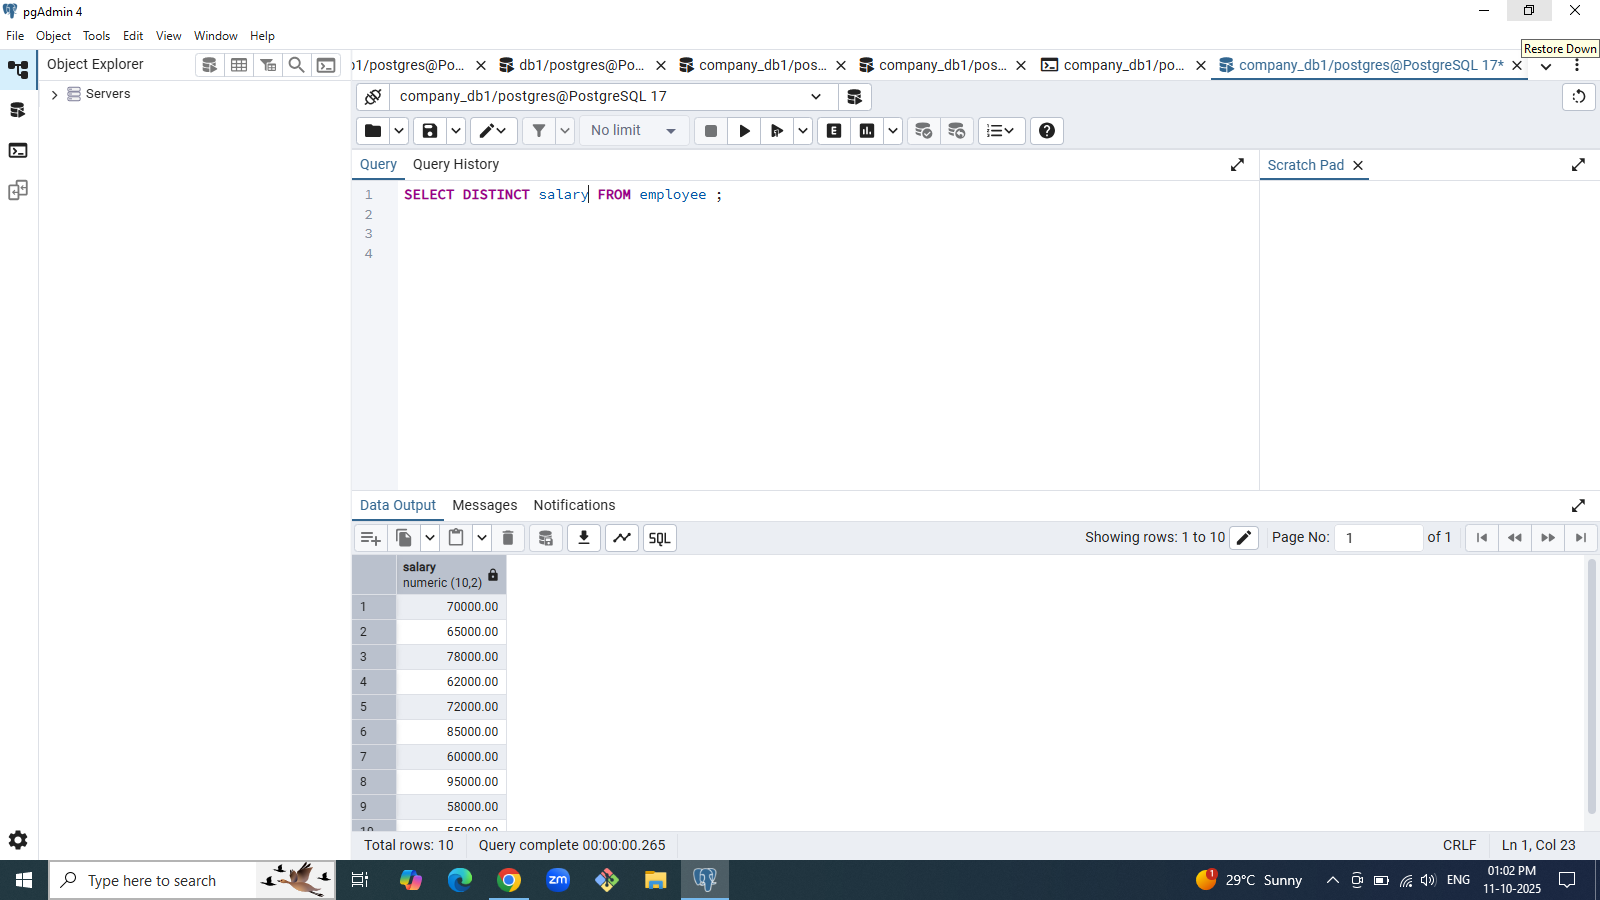 pgAdmin 4
File Object Tools Edit View Window Help
Restore Down
Object Explorer
Servers
b1/postgres@Po... db1/postgres@Po... company_db1/pos... company_db1/pos... company_db1/po... company_db1/postgres@PostgreSQL 17*
company_db1/postgres@PostgreSQL 17
No limit
E
Query Query History
Scratch Pad
1 SELECT DISTINCT salary FROM employee ;
2
3
4
Data Output Messages Notifications
SQL Showing rows: 1 to 10 Page No: 1 of 1
salary
numeric (10,2)
1 70000.00
2 65000.00
3 78000.00
4 62000.00
5 72000.00
6 85000.00
7 60000.00
8 95000.00
9 58000.00
10 55000.00
Total rows: 10 Query complete 00:00:00.265 CRLF Ln 1, Col 23
Type here to search
zm
1
29°C Sunny
ENG
01:02 PM
11-10-2025